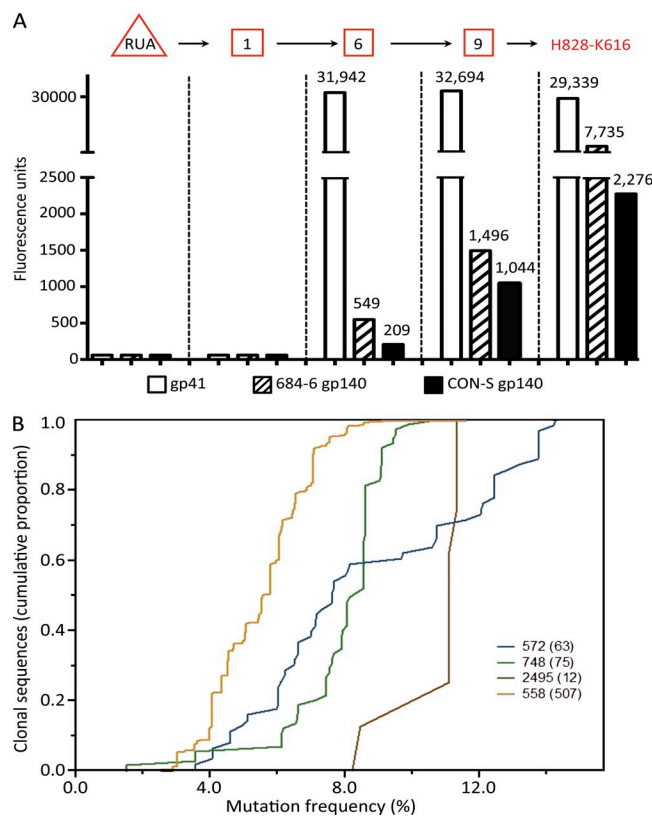 A
RUA 1 6 9 H828-K616
31,942 32,694 29,339
30000
7,735
2500
2,276
2000
1500
1,496
1,044
1000
549
500
209
0
Fluorescence units
gp41 684-6 gp140 CON-S gp140
B
1.0
0.8
0.6
0.4
0.2
0
Clonal sequences (cumulative proportion)
572 (63)
748 (75)
2495 (12)
558 (507)
0.0 4.0 8.0 12.0
Mutation frequency (%)